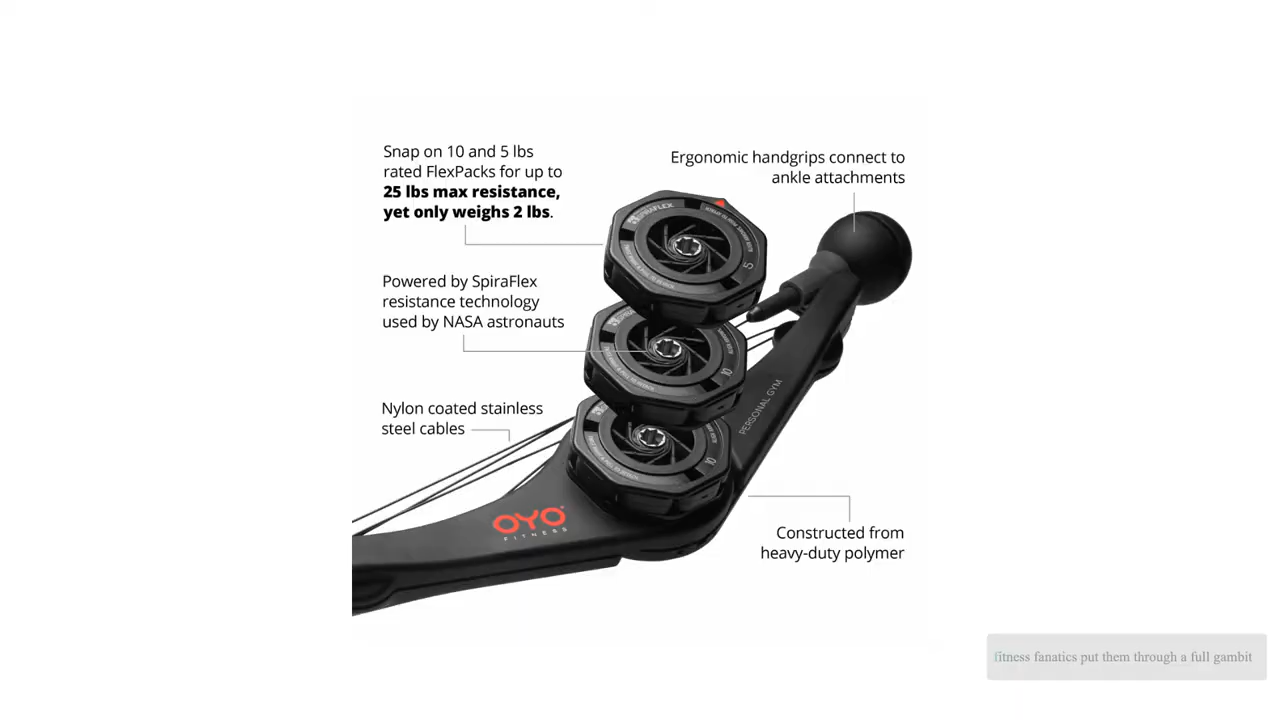 Snap on 10 and 5 lbs
rated FlexPacks for up to
25 lbs max resistance,
yet only weighs 2 lbs.
Ergonomic handgrips connect to
ankle attachments
SPIRAFLEX
5
Powered by SpiraFlex
resistance technology
used by NASA astronauts
10
PERSONAL GYM
Nylon coated stainless
steel cables
10
OYO
FITNESS
Constructed from
heavy-duty polymer
fitness fanatics put them through a full gambit